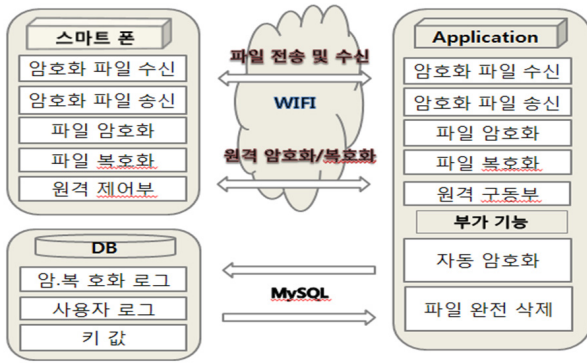 스마트 폰
암호화 파일 수신
암호화 파일 송신
파일 암호화
파일 복호화
원격 제어부
파일 전송 및 수신
WIFI
원격 암호화/복호화
Application
암호화 파일 수신
암호화 파일 송신
파일 암호화
파일 복호화
원격 구동부
부가 기능
자동 암호화
파일 완전 삭제
DB
암.복 호화 로그
사용자 로그
키 값
MySQL